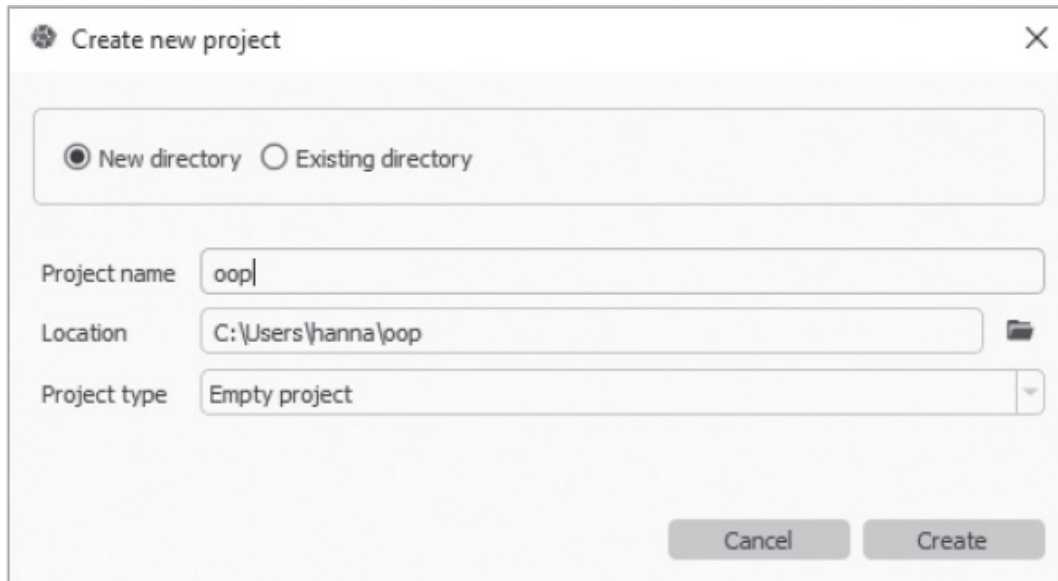 Create new project
New directory Existing directory
Project name oop
Location C:\Users\hanna\oop
Project type Empty project
Cancel Create